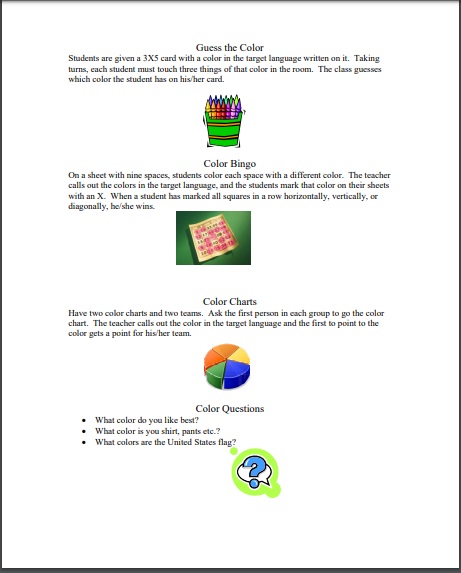 Guess the Color
Students are given a 3X5 card with a color in the target language written on it.  Taking
turns, each student must touch three things of that color in the room.  The class guesses
which color the student has on his/her card.
Color Bingo
On a sheet with nine spaces, students color each space with a different color.  The teacher
calls out the colors in the target language, and the students mark that color on their sheets
with an X.  When a student has marked all squares in a row horizontally, vertically, or
diagonally, he/she wins.
Color Charts
Have two color charts and two teams.  Ask the first person in each group to go the color
chart.  The teacher calls out the color in the target language and the first to point to the
color gets a point for his/her team.
Color Questions
• What color do you like best?
• What color is you shirt, pants etc.?
• What colors are the United States flag?
?